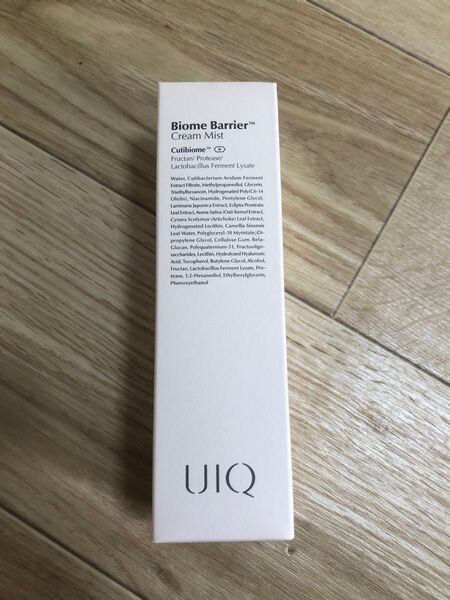 Biome Barrier™
Cream Mist
Cutibiome™ +
Fructan/ Protease/
Lactobacillus Ferment Lysate
Water, Cutibacterium Avidum Ferment
Extract Filtrate, Methylpropanediol, Glycerin,
Triethylhexanoin, Hydrogenated Poly(C6-14
Olefin), Niacinamide, Pentylene Glycol,
Laminaria Japonica Extract, Eclipta Prostrata
Leaf Extract, Avena Sativa (Oat) Kernel Extract,
Cynara Scolymus (Artichoke) Leaf Extract,
Hydrogenated Lecithin, Camellia Sinensis
Leaf Water, Polyglyceryl-10 Myristate, Di-
propylene Glycol, Cellulose Gum, Beta-
Glucan, Polyquaternium-51, Fructooligo-
saccharides, Lecithin, Hydrolyzed Hyaluronic
Acid, Tocopherol, Butylene Glycol, Alcohol,
Fructan, Lactobacillus Ferment Lysate, Pro-
tease, 1,2-Hexanediol, Ethylhexylglycerin,
Phenoxyethanol
UIQ